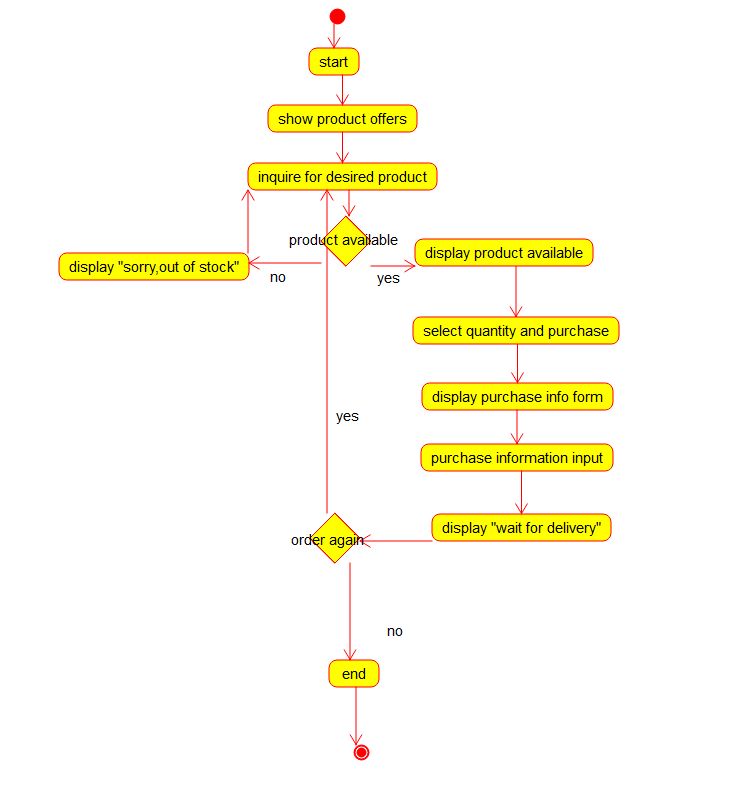 start
show product offers
inquire for desired product
product available
display "sorry,out of stock"
no
yes
display product available
select quantity and purchase
display purchase info form
yes
purchase information input
display "wait for delivery"
order again
no
end